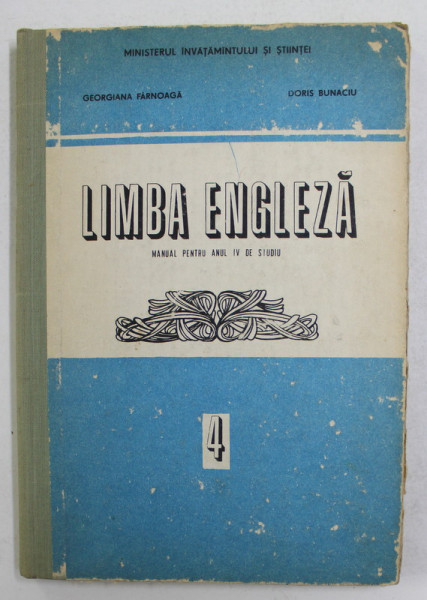 MINISTERUL ÎNVĂȚĂMÎNTULUI ȘI ȘTIINȚEI
GEORGIANA FĂRNOAGĂ DORIS BUNACIU
LIMBA ENGLEZĂ
MANUAL PENTRU ANUL IV DE STUDIU
4